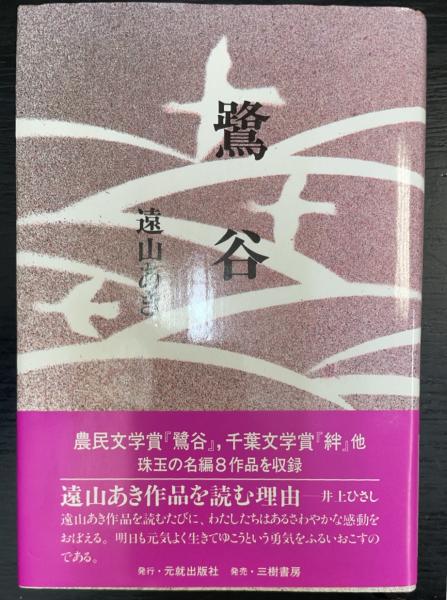 鷺谷
遠山あき
農民文学賞『鷺谷』,千葉文学賞『絆』他
珠玉の名編8作品を収録
遠山あき作品を読む理由──井上ひさし
遠山あき作品を読むたびに、わたしたちはあるさわやかな感動を
おぼえる。明日も元気よく生きてゆこうという勇気をふるいおこすの
である。
発行・元就出版社 発売・三樹書房